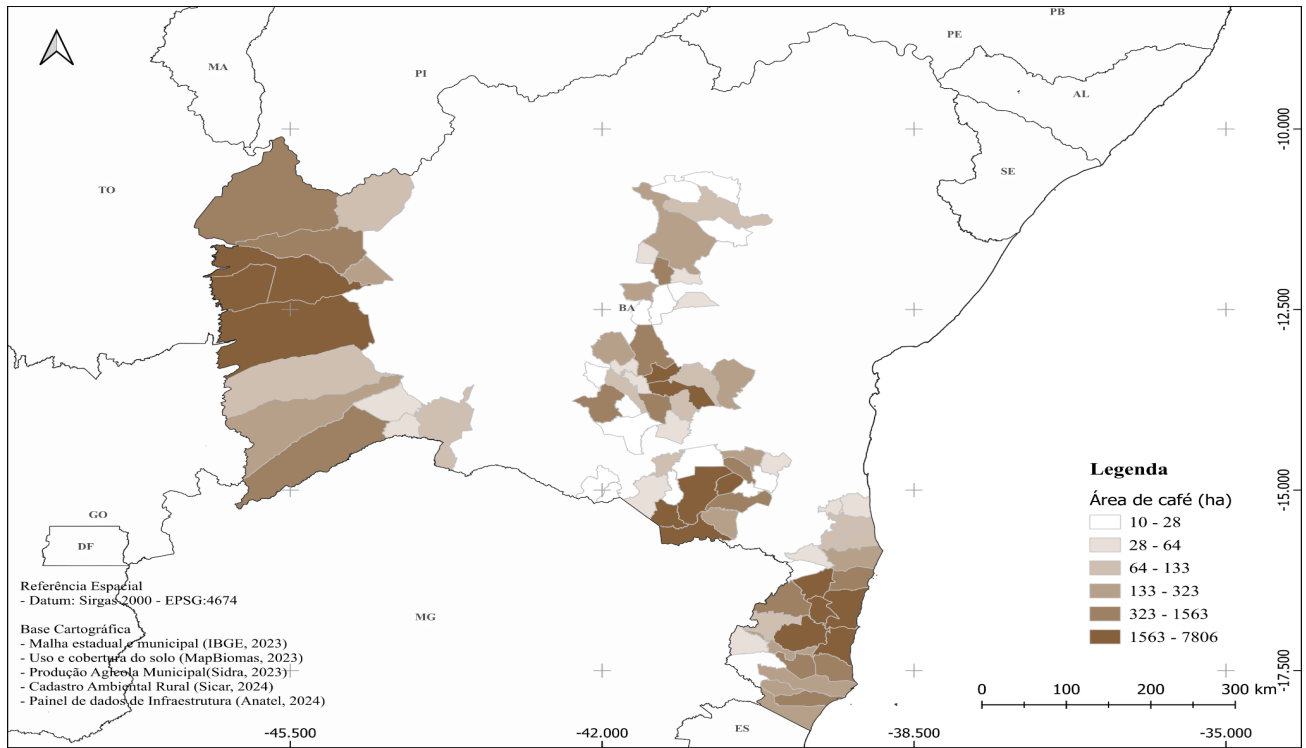 PB
PE
MA
PI
AL
-10.000
SE
TO
BA
-12.500
Legenda
Área de café (ha)
10 - 28
28 - 64
64 - 133
133 - 323
323 - 1563
1563 - 7806
-15.000
GO
DF
Referência Espacial
- Datum: Sirgas 2000 - EPSG:4674
MG
Base Cartográfica
- Malha estadual e municipal (IBGE, 2023)
- Uso e cobertura do solo (MapBiomas, 2023)
- Produção Agrícola Municipal(Sidra, 2023)
- Cadastro Ambiental Rural (Sicar, 2024)
- Painel de dados de Infraestrutura (Anatel, 2024)
-17.500
0 100 200 300 km
ES
-45.500 -42.000 -38.500 -35.000